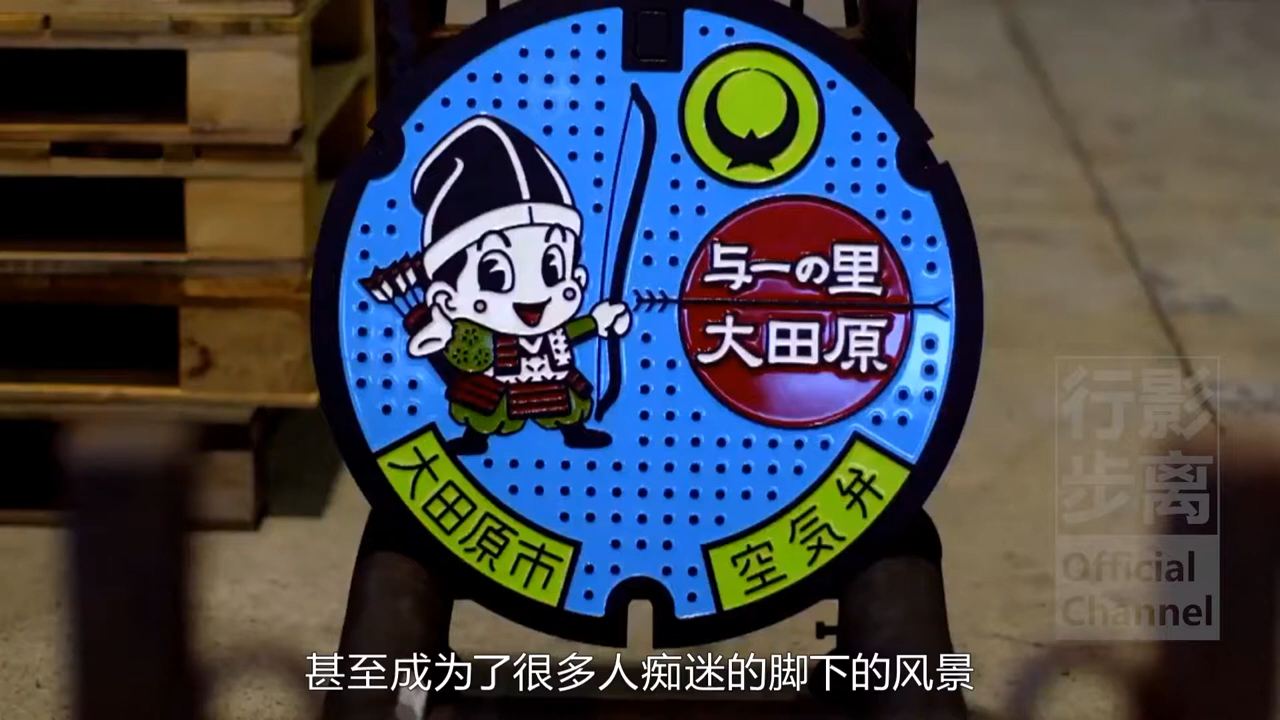 与一の里
大田原
大田原市
空気弁
行影
步离
Official
Channel
甚至成为了很多人痴迷的脚下的风景